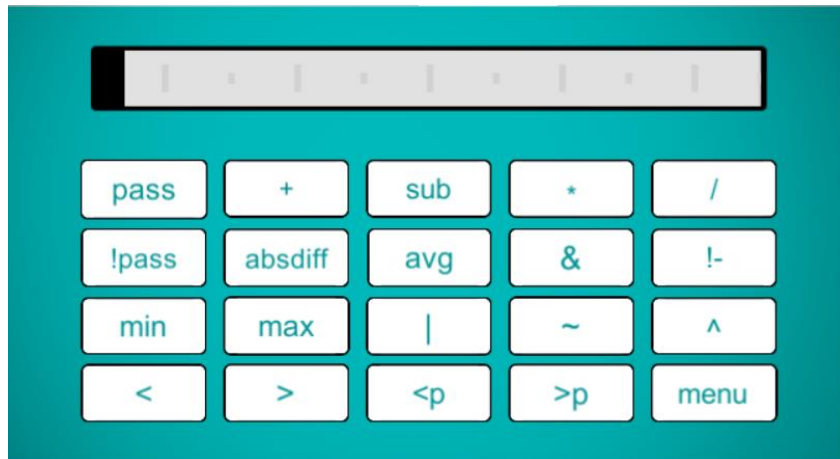 pass + sub * /
!pass absdiff avg & !-
min max | ~ ^
< > <p >p menu